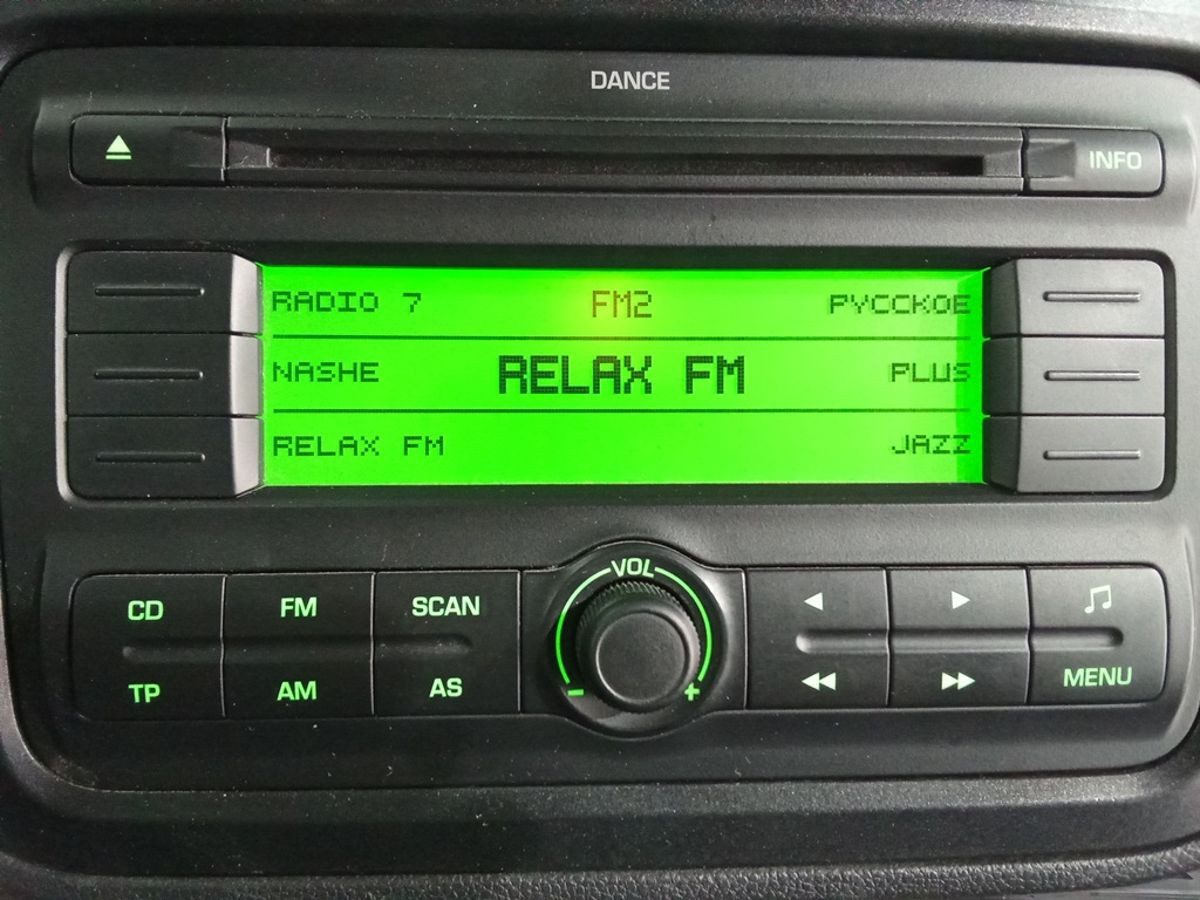 DANCE
INFO
RADIO 7 FM2 РУССКОЕ
NASHE RELAX FM PLUS
RELAX FM JAZZ
VOL
CD FM SCAN
TP AM AS - + MENU